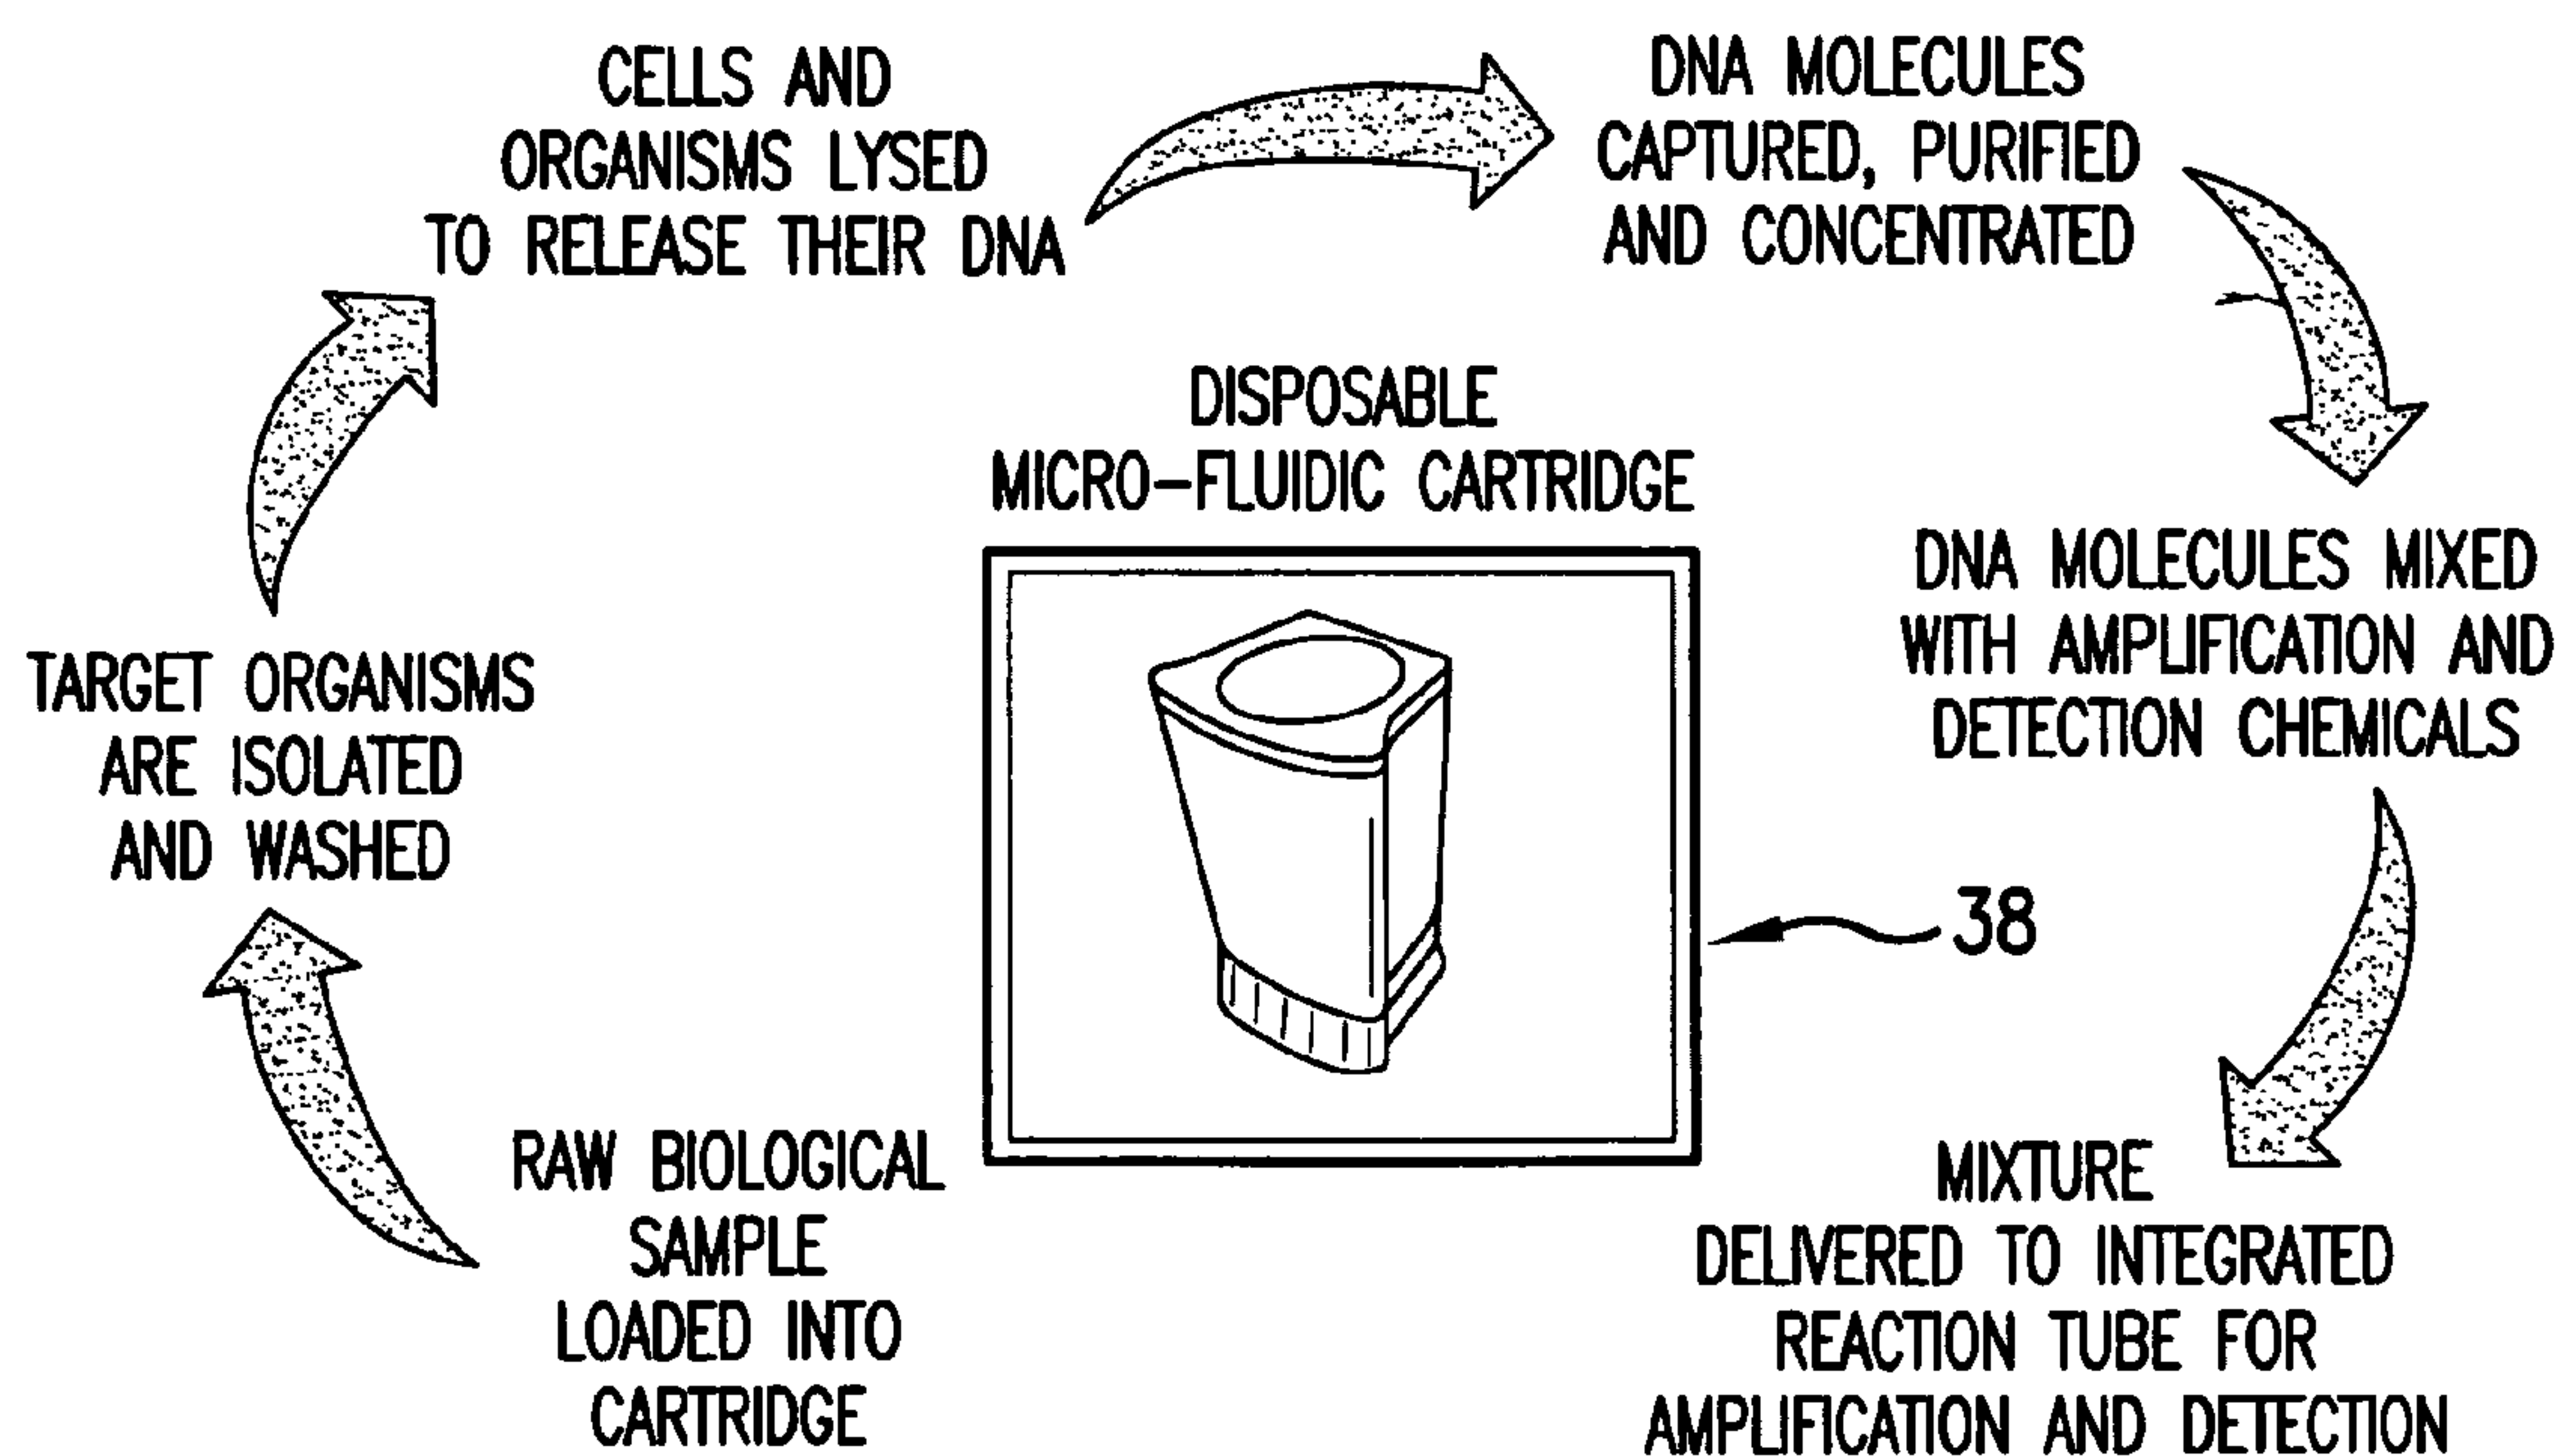 CELLS AND
ORGANISMS LYSED
TO RELEASE THEIR DNA
DNA MOLECULES
CAPTURED, PURIFIED
AND CONCENTRATED
DISPOSABLE
MICRO-FLUIDIC CARTRIDGE
DNA MOLECULES MIXED
WITH AMPLIFICATION AND
DETECTION CHEMICALS
TARGET ORGANISMS
ARE ISOLATED
AND WASHED
38
RAW BIOLOGICAL
SAMPLE
LOADED INTO
CARTRIDGE
MIXTURE
DELIVERED TO INTEGRATED
REACTION TUBE FOR
AMPLIFICATION AND DETECTION